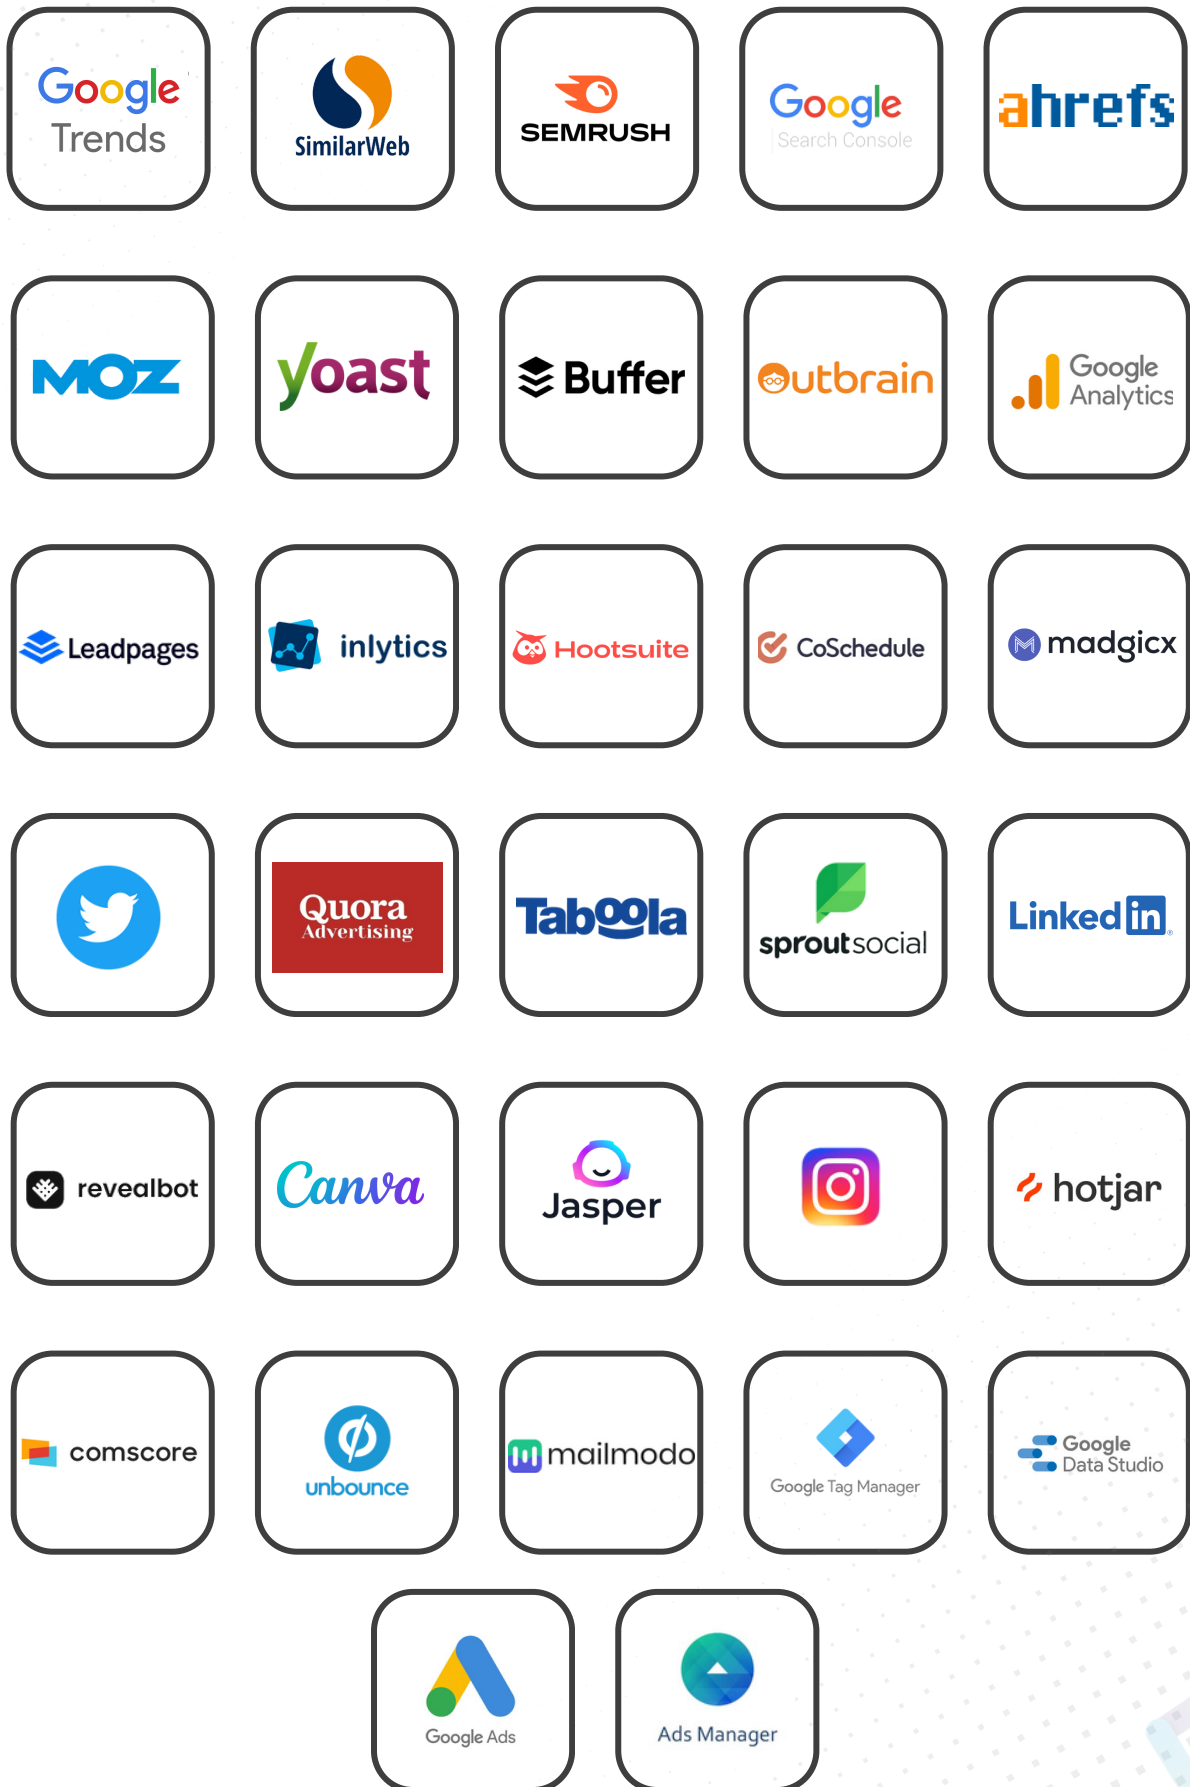 Google
Trends
SimilarWeb
SEMRUSH
Google
Search Console
ahrefs
MOZ
yoast
Buffer
Outbrain
Google
Analytics
Leadpages
inlytics
Hootsuite
CoSchedule
madgicx
Quora
Advertising
Taboola
sproutsocial
Linked in
revealbot
Canva
Jasper
hotjar
comscore
unbounce
mailmodo
Google Tag Manager
Google
Data Studio
Google Ads
Ads Manager